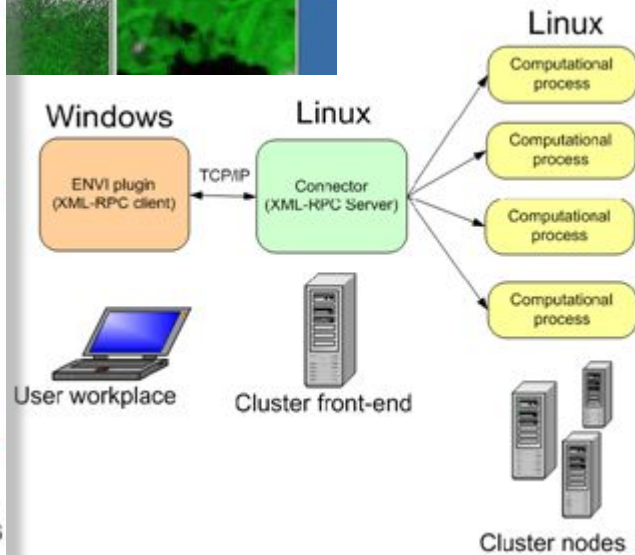 Linux
Computational
process
Windows
Linux
ENVI plugin
(XML-RPC client)
TCP/IP
Connector
(XML-RPC Server)
Computational
process
Computational
process
Computational
process
User workplace
Cluster front-end
s
Cluster nodes